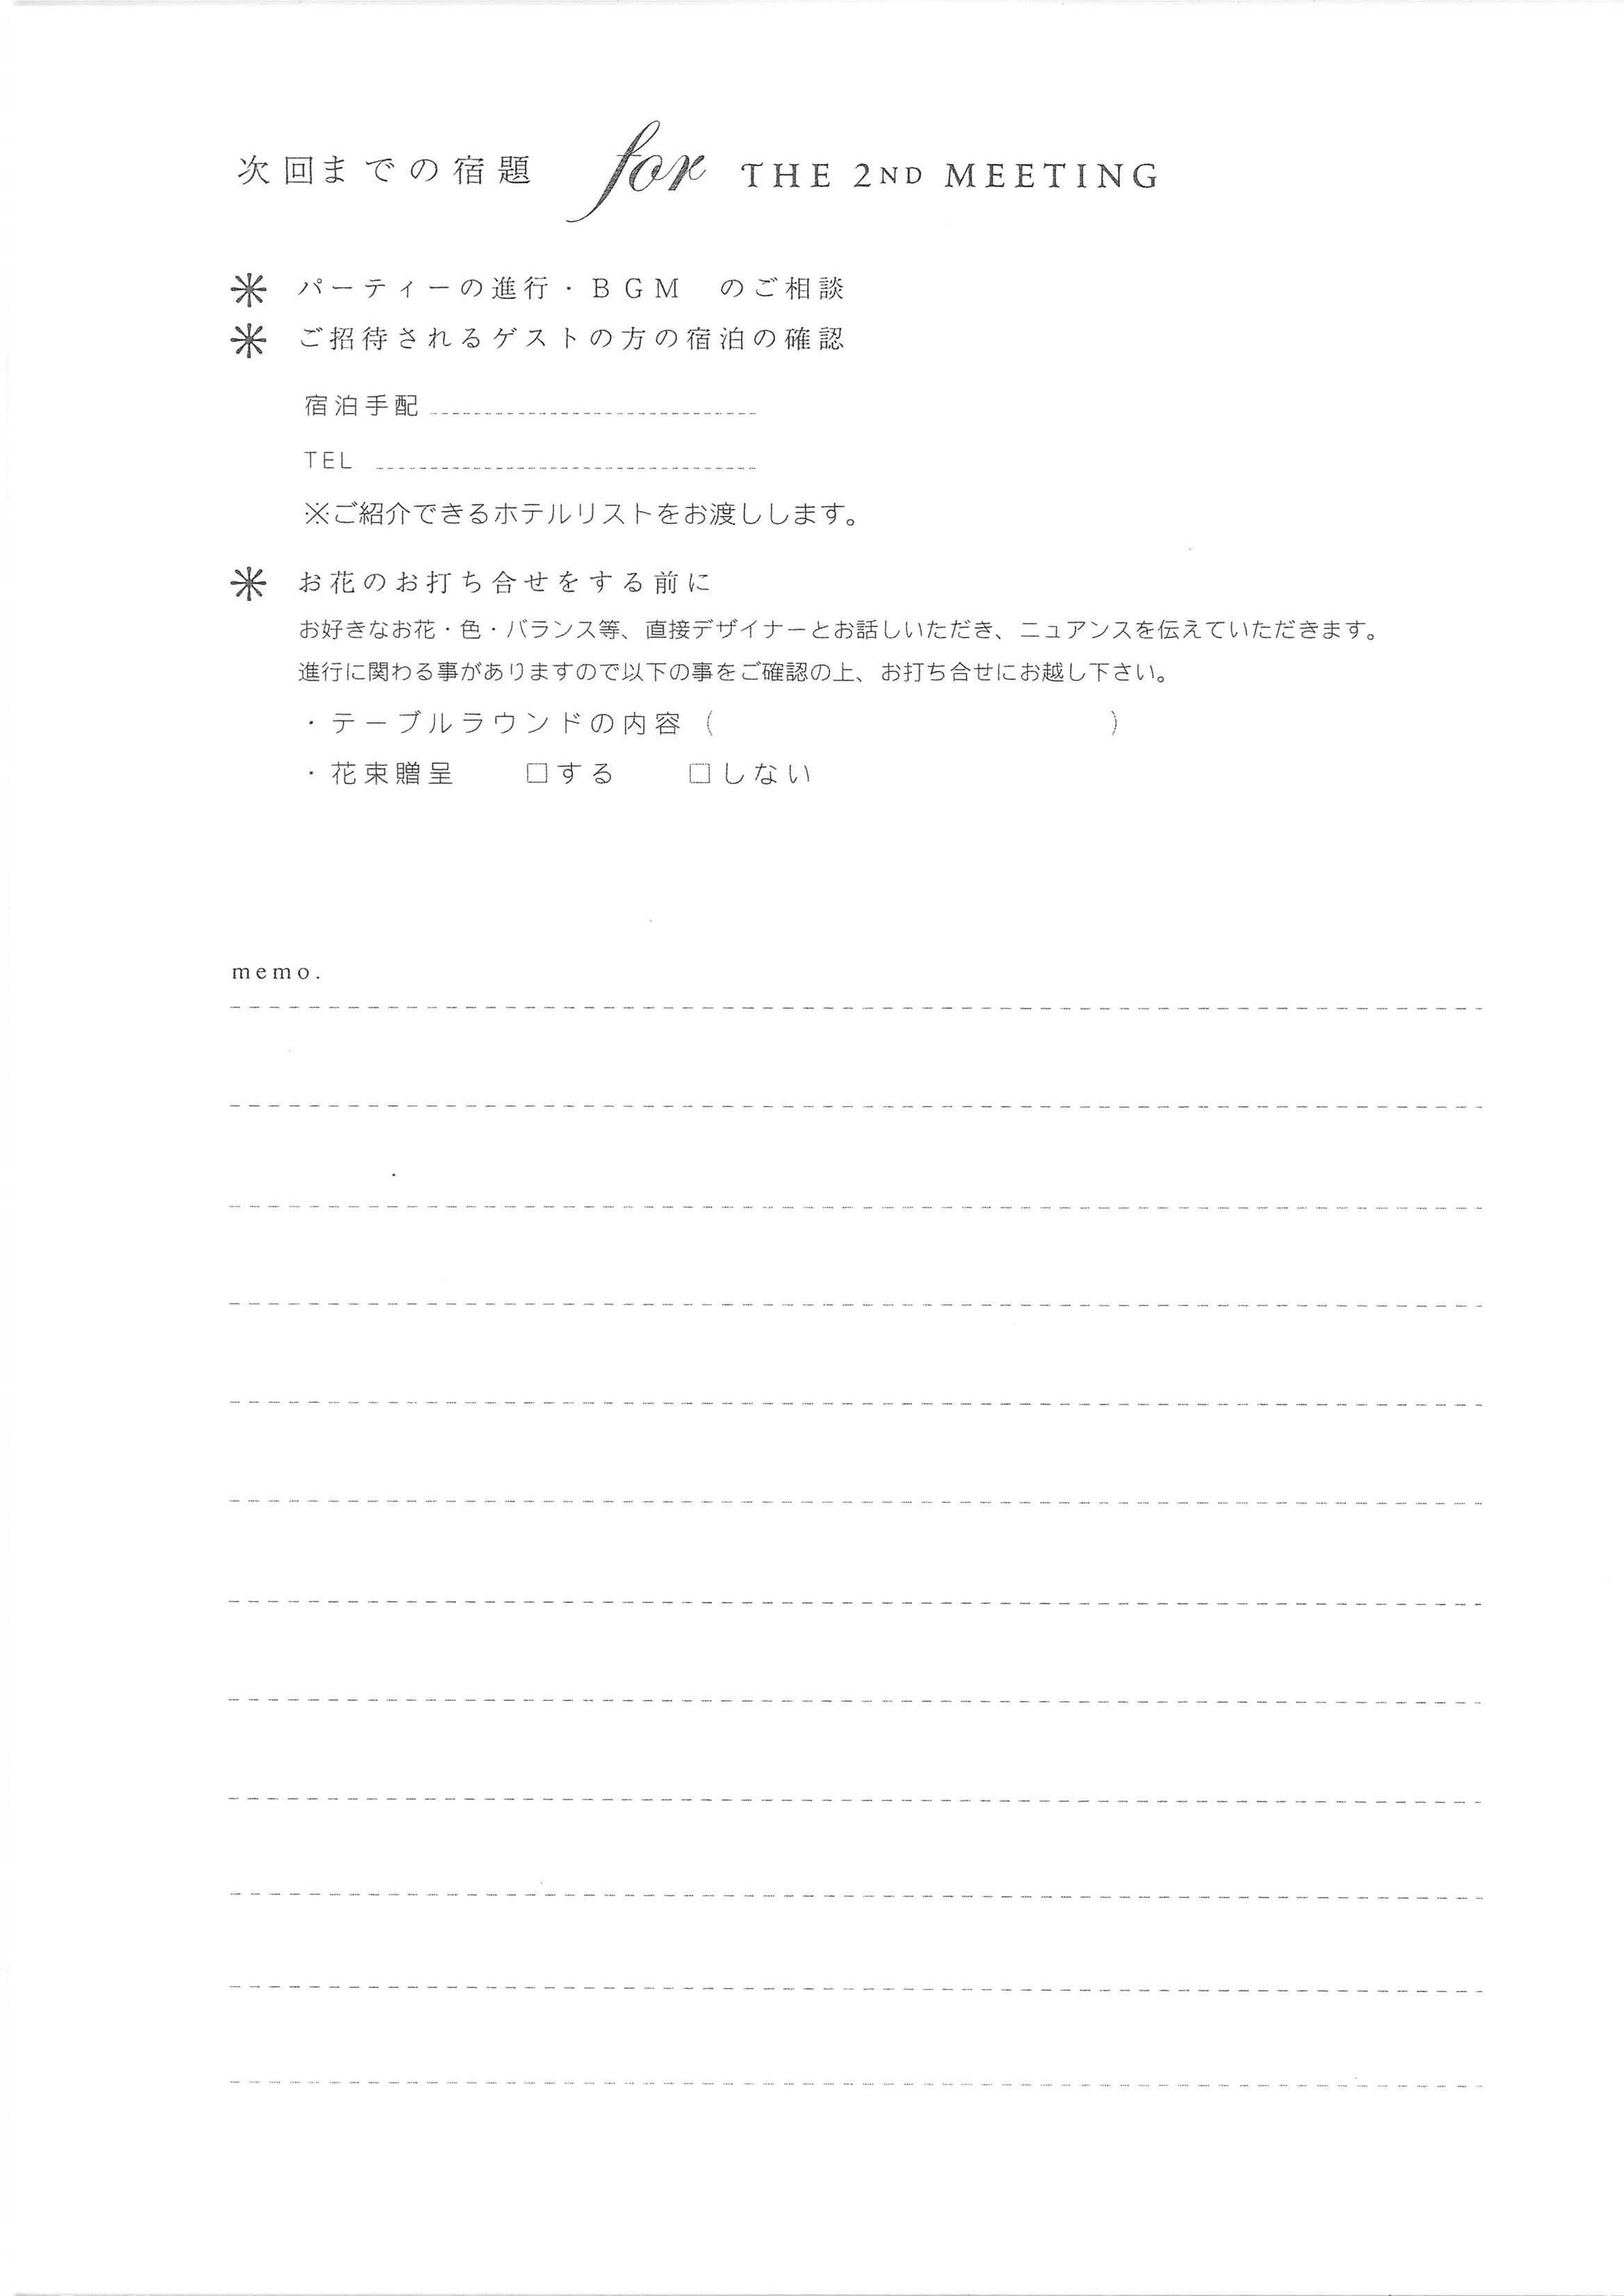 次回までの宿題 for THE 2ND MEETING
＊ パーティーの進行・BGM のご相談
＊ ご招待されるゲストの方の宿泊の確認
宿泊手配
TEL
※ご紹介できるホテルリストをお渡しします。
＊ お花のお打ち合せをする前に
お好きなお花・色・バランス等、直接デザイナーとお話しいただき、ニュアンスを伝えていただきます。
進行に関わる事がありますので以下の事をご確認の上、お打ち合せにお越し下さい。
・テーブルラウンドの内容（ ）
・花束贈呈 □する □しない
memo.